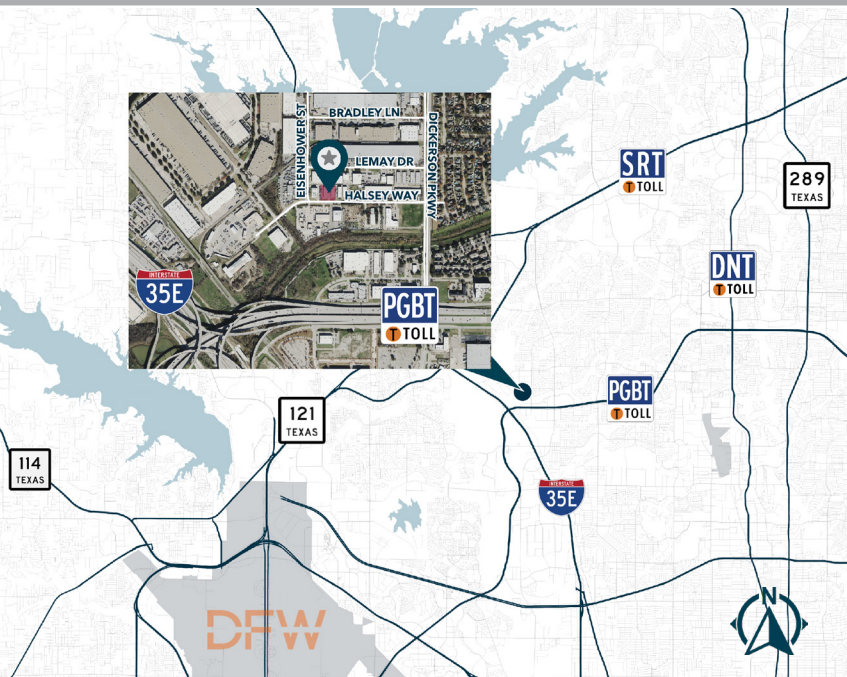 EISENHOWER ST
BRADLEY LN
DICKERSON PKWY
LEMAY DR
HALSEY WAY
INTERSTATE
35E
PGBT
T TOLL
SRT
T TOLL
289
TEXAS
DNT
T TOLL
PGBT
T TOLL
121
TEXAS
114
TEXAS
INTERSTATE
35E
DFW
N